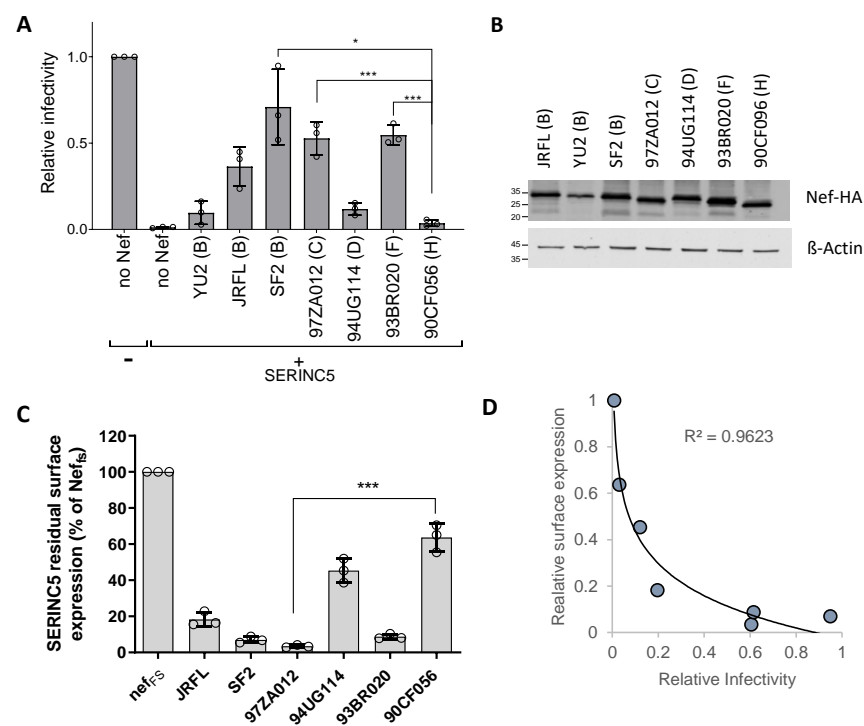 A
Relative infectivity
1.0
0.5
0.0
*
***
***
no Nef
no Nef
YU2 (B)
JRFL (B)
SF2 (B)
97ZA012 (C)
94UG114 (D)
93BR020 (F)
90CF056 (H)
-
+
SERINC5
B
JRFL (B)
YU2 (B)
SF2 (B)
97ZA012 (C)
94UG114 (D)
93BR020 (F)
90CF096 (H)
35
25
20
Nef-HA
45
35
ß-Actin
C
SERINC5 residual surface
expression (% of Neffs)
120
100
80
60
40
20
0
***
nefFS
JRFL
SF2
97ZA012
94UG114
93BR020
90CF056
D
Realative surface expression
1
0.8
0.6
0.4
0.2
0
R² = 0.9623
0
0.2
0.4
0.6
0.8
1
Relative Infectivity